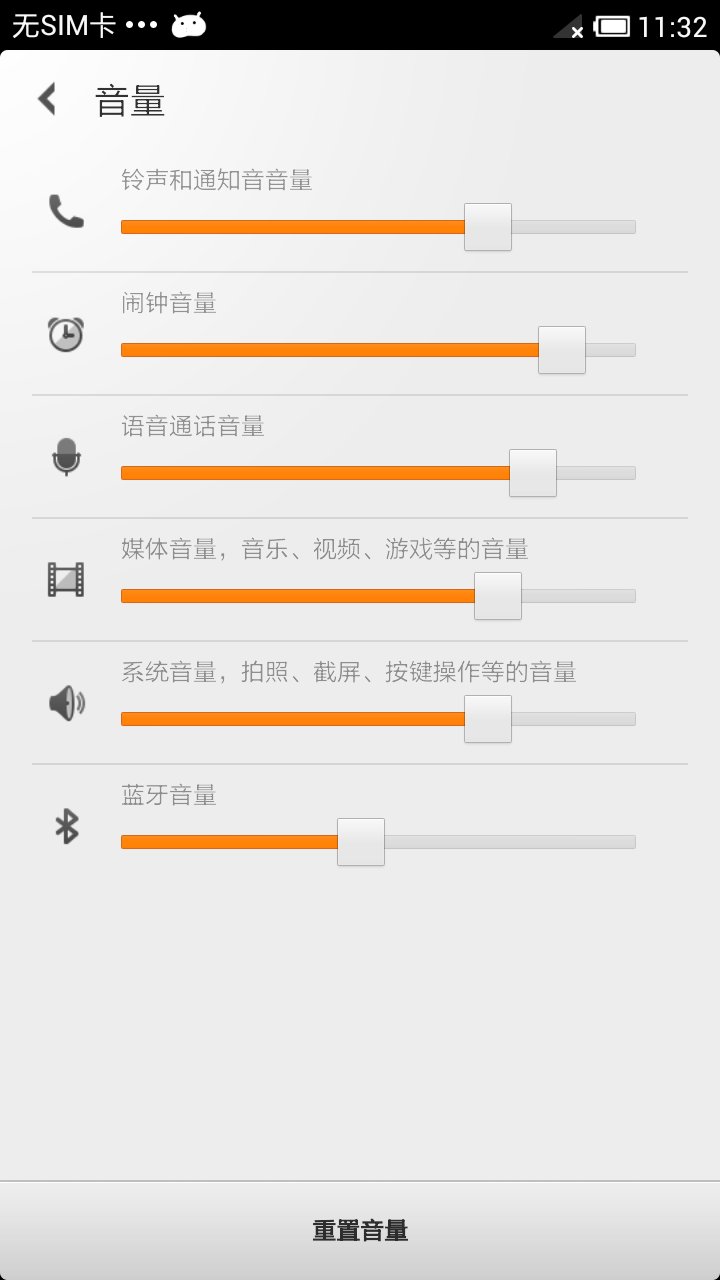 无SIM卡 ••• 11:32
音量
铃声和通知音音量
闹钟音量
语音通话音量
媒体音量，音乐、视频、游戏等的音量
系统音量，拍照、截屏、按键操作等的音量
蓝牙音量
重置音量